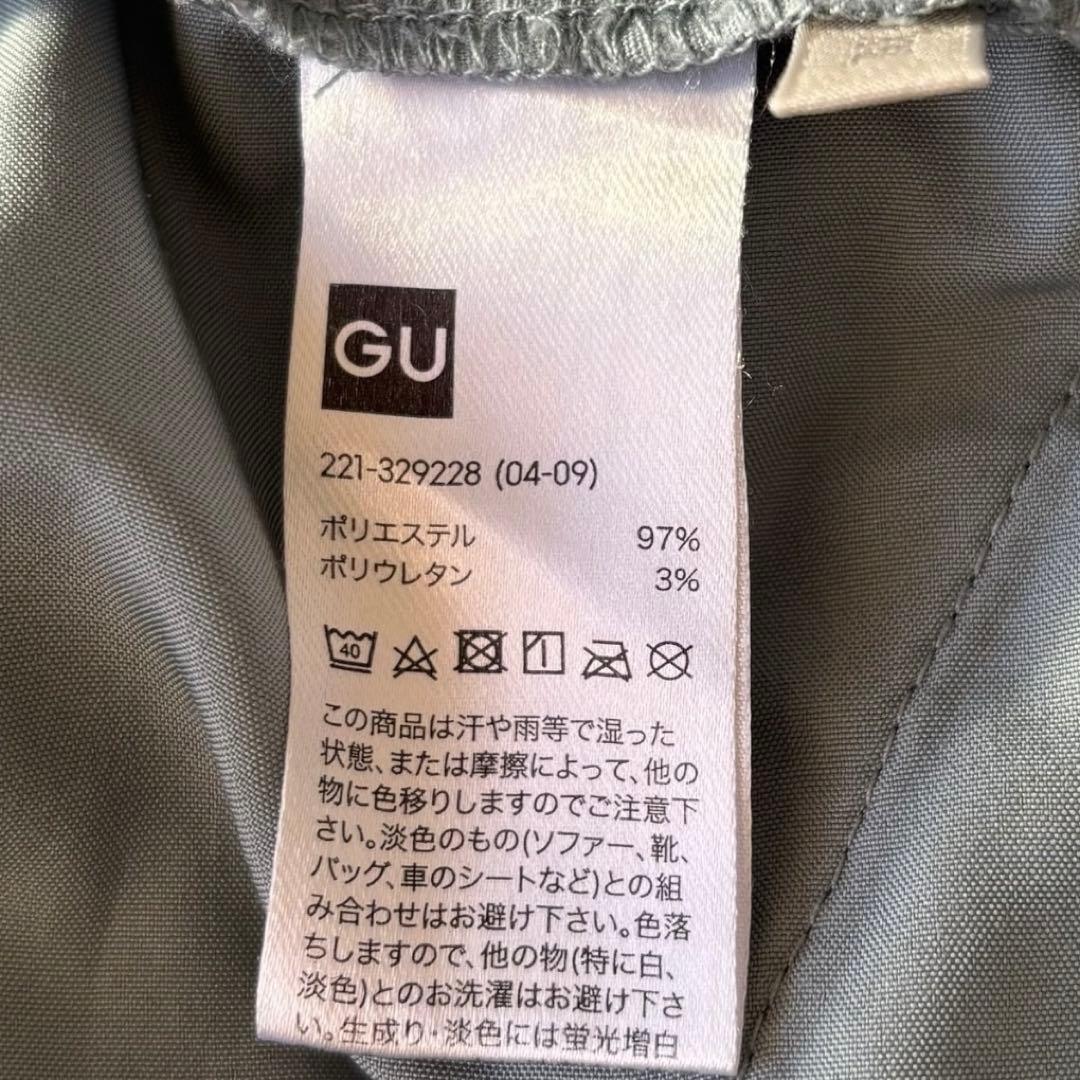 GU
221-329228 (04-09)
ポリエステル 97%
ポリウレタン 3%
40
この商品は汗や雨等で湿った
状態、または摩擦によって、他の
物に色移りしますのでご注意下
さい。淡色のもの(ソファー、靴、
バッグ、車のシートなど)との組
み合わせはお避け下さい。色落
ちしますので、他の物(特に白、
淡色)とのお洗濯はお避け下さ
い。生成り・淡色には蛍光増白